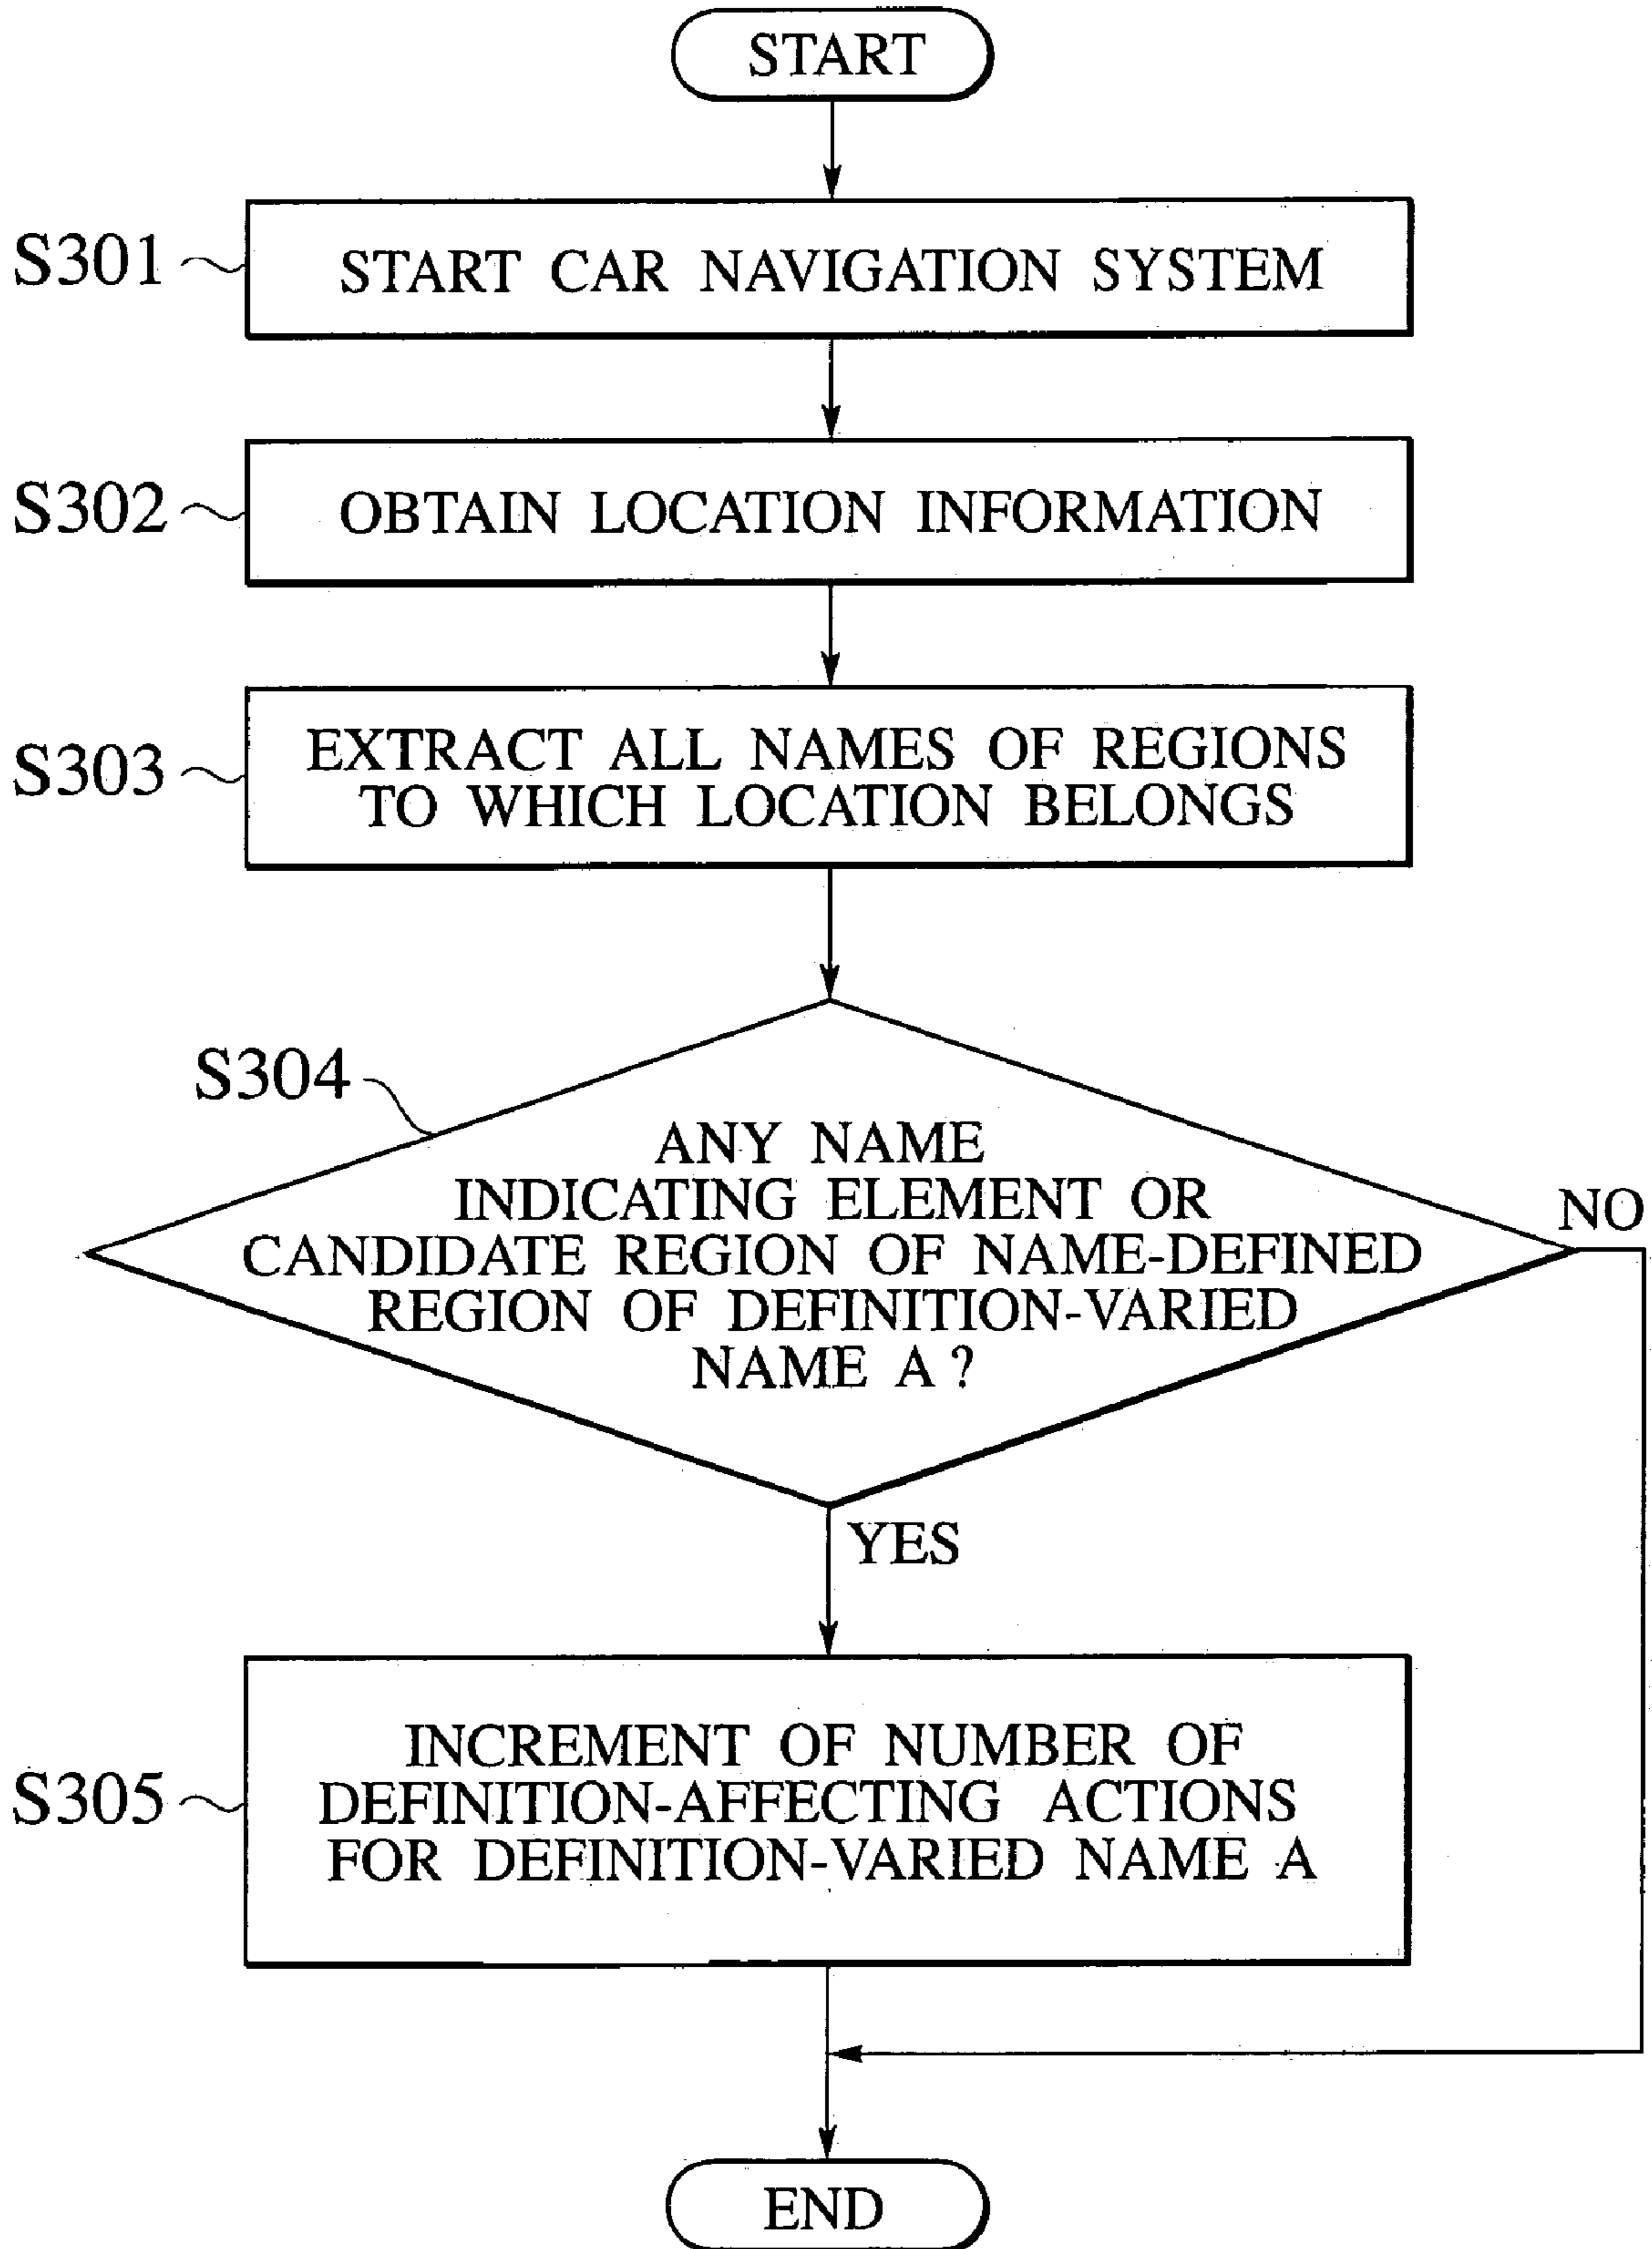 START
S301
START CAR NAVIGATION SYSTEM
S302
OBTAIN LOCATION INFORMATION
S303
EXTRACT ALL NAMES OF REGIONS
TO WHICH LOCATION BELONGS
S304
ANY NAME
INDICATING ELEMENT OR
CANDIDATE REGION OF NAME-DEFINED
REGION OF DEFINITION-VARIED
NAME A ?
NO
YES
S305
INCREMENT OF NUMBER OF
DEFINITION-AFFECTING ACTIONS
FOR DEFINITION-VARIED NAME A
END